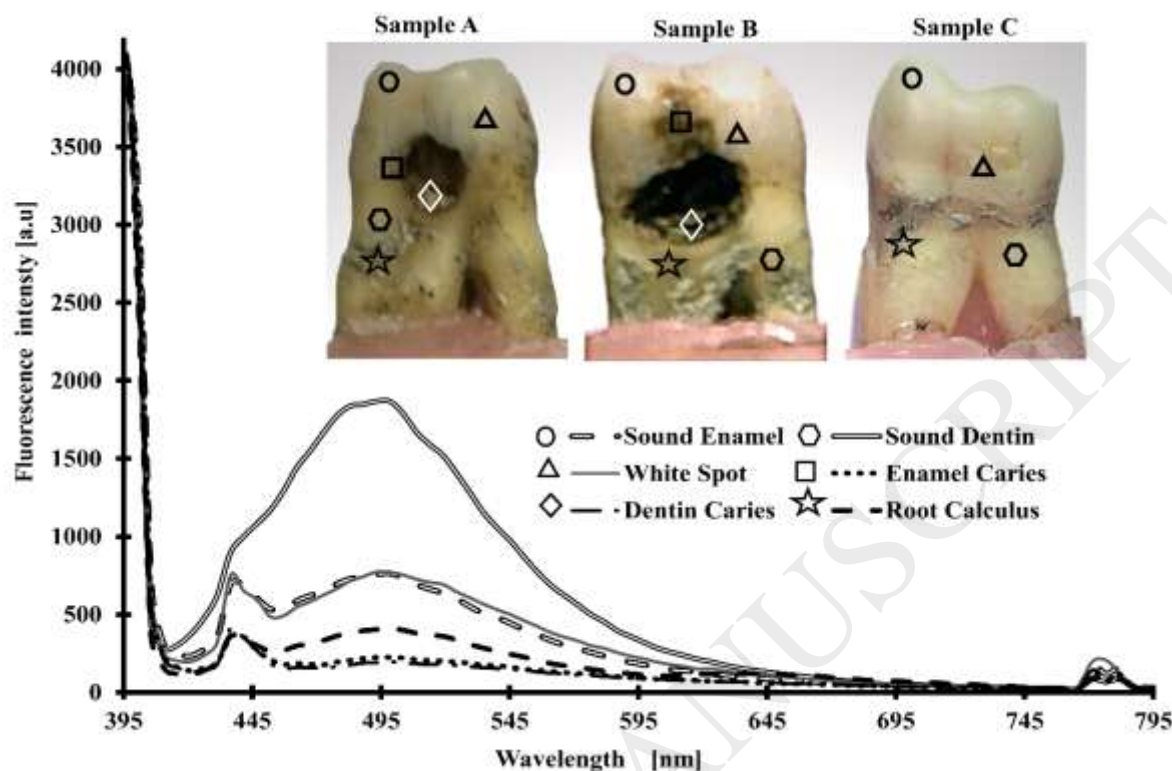 Sample A
Sample B
Sample C
4000
3500
3000
2500
2000
1500
1000
500
0
Fluorescence intensty [a.u]
Sound Enamel
Sound Dentin
White Spot
Enamel Caries
Dentin Caries
Root Calculus
395 445 495 545 595 645 695 745 795
Wavelength [nm]
ANUSCRIPT